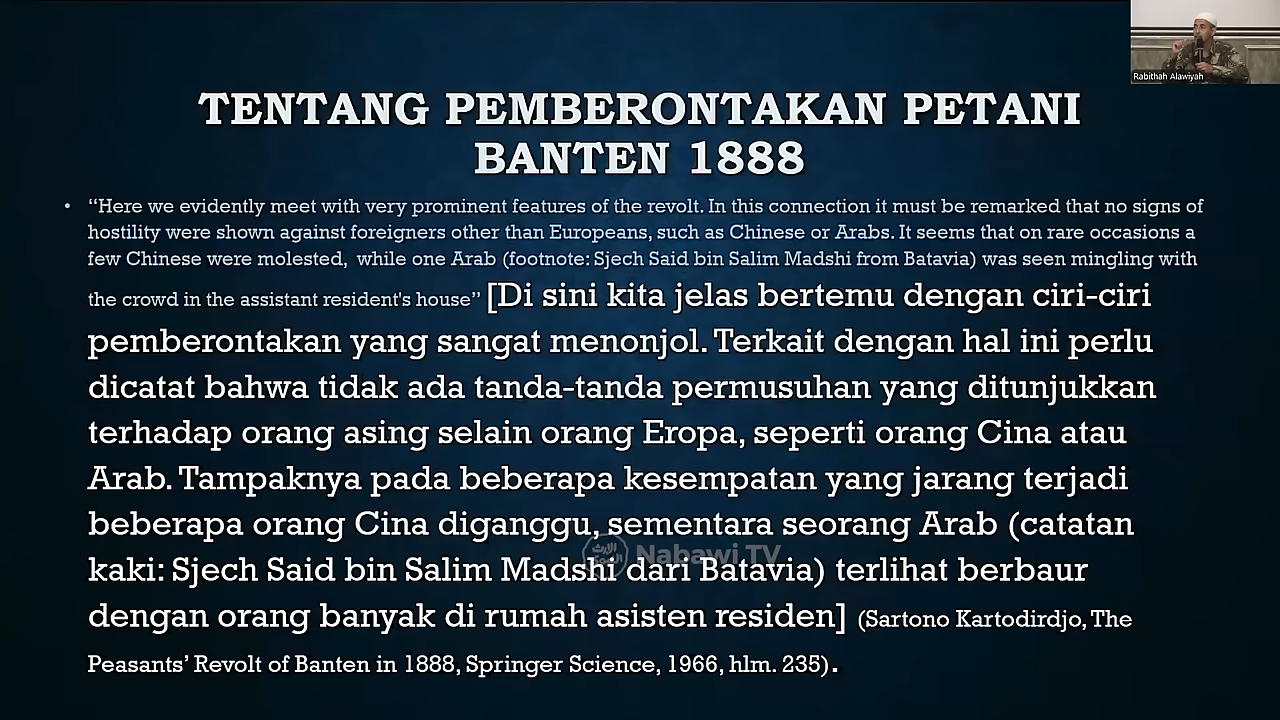 Rabithah Alawiyah
TENTANG PEMBERONTAKAN PETANI
BANTEN 1888
• “Here we evidently meet with very prominent features of the revolt. In this connection it must be remarked that no signs of
hostility were shown against foreigners other than Europeans, such as Chinese or Arabs. It seems that on rare occasions a
few Chinese were molested, while one Arab (footnote: Sjech Said bin Salim Madshi from Batavia) was seen mingling with
the crowd in the assistant resident's house” [Di sini kita jelas bertemu dengan ciri-ciri
pemberontakan yang sangat menonjol. Terkait dengan hal ini perlu
dicatat bahwa tidak ada tanda-tanda permusuhan yang ditunjukkan
terhadap orang asing selain orang Eropa, seperti orang Cina atau
Arab. Tampaknya pada beberapa kesempatan yang jarang terjadi
beberapa orang Cina diganggu, sementara seorang Arab (catatan
Nabawi TV
kaki: Sjech Said bin Salim Madshi dari Batavia) terlihat berbaur
dengan orang banyak di rumah asisten residen] (Sartono Kartodirdjo, The
Peasants’ Revolt of Banten in 1888, Springer Science, 1966, hlm. 235).